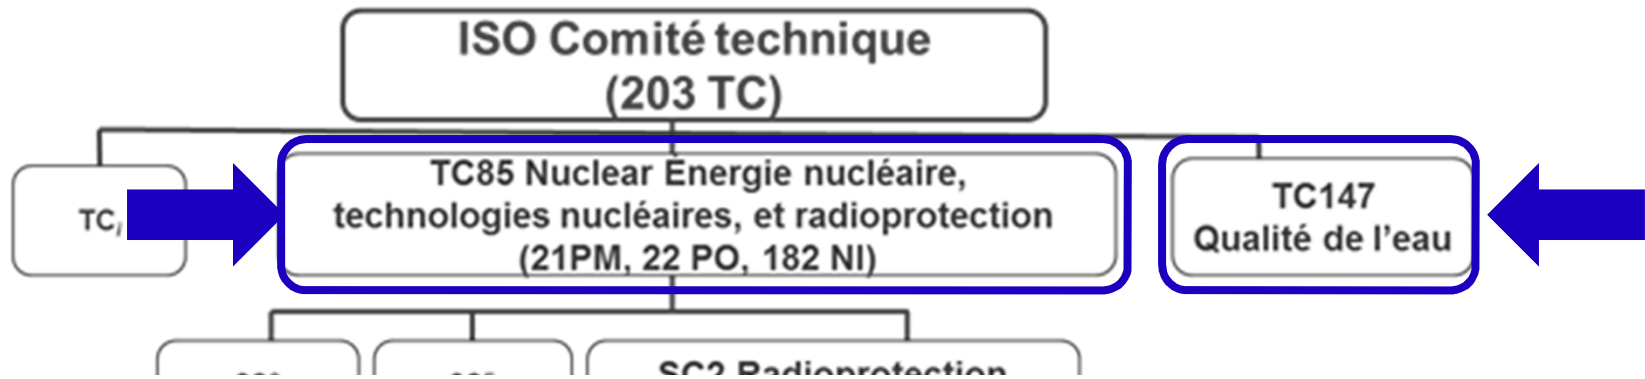 ISO Comité technique
(203 TC)
TCi
TC85 Nuclear Energie nucléaire,
technologies nucléaires, et radioprotection
(21PM, 22 PO, 182 NI)
TC147
Qualité de l’eau
SC2 Radioprotection